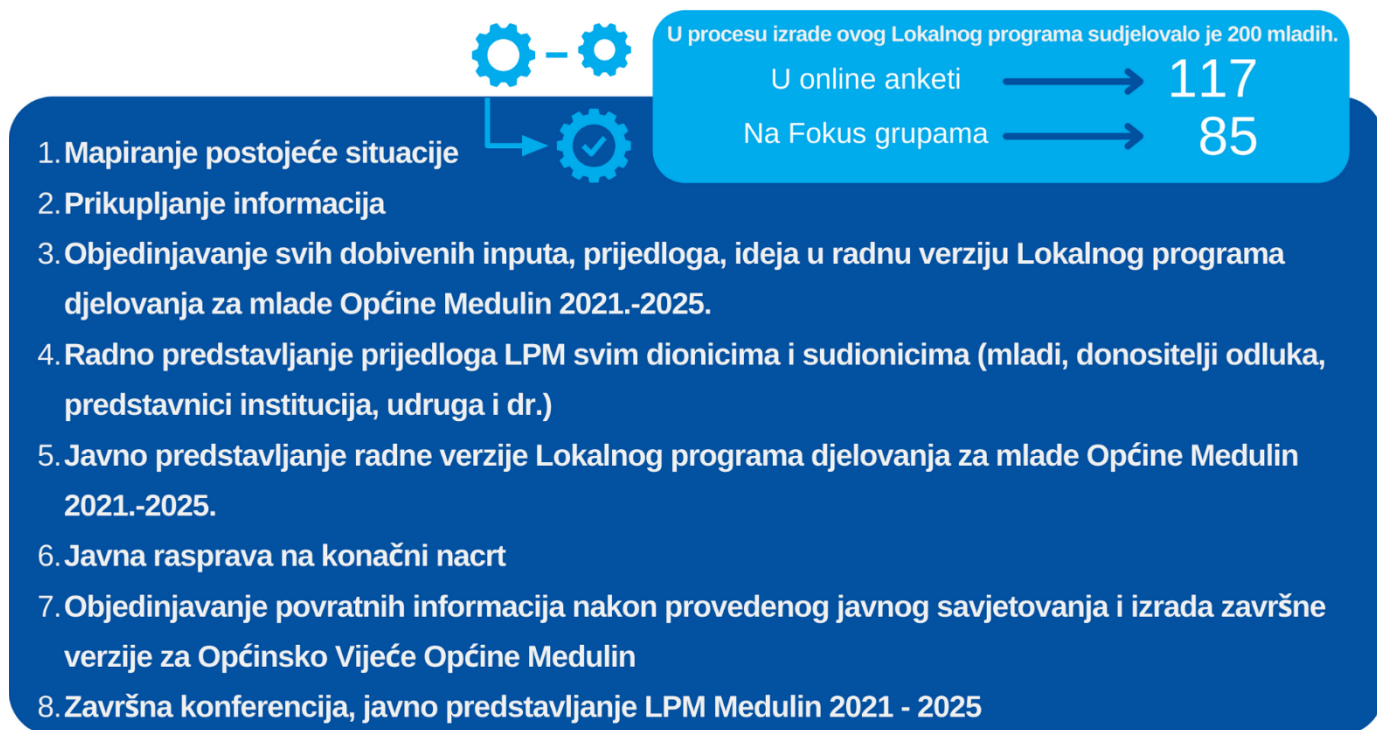 U procesu izrade ovog Lokalnog programa sudjelovalo je 200 mladih.
U online anketi 117
Na Fokus grupama 85
1. Mapiranje postojeće situacije
2. Prikupljanje informacija
3. Objedinjavanje svih dobivenih inputa, prijedloga, ideja u radnu verziju Lokalnog programa
djelovanja za mlade Općine Medulin 2021.-2025.
4. Radno predstavljanje prijedloga LPM svim dionicima i sudionicima (mladi, donositelji odluka,
predstavnici institucija, udruga i dr.)
5. Javno predstavljanje radne verzije Lokalnog programa djelovanja za mlade Općine Medulin
2021.-2025.
6. Javna rasprava na konačni nacrt
7. Objedinjavanje povratnih informacija nakon provedenog javnog savjetovanja i izrada završne
verzije za Općinsko Vijeće Općine Medulin
8. Završna konferencija, javno predstavljanje LPM Medulin 2021 - 2025